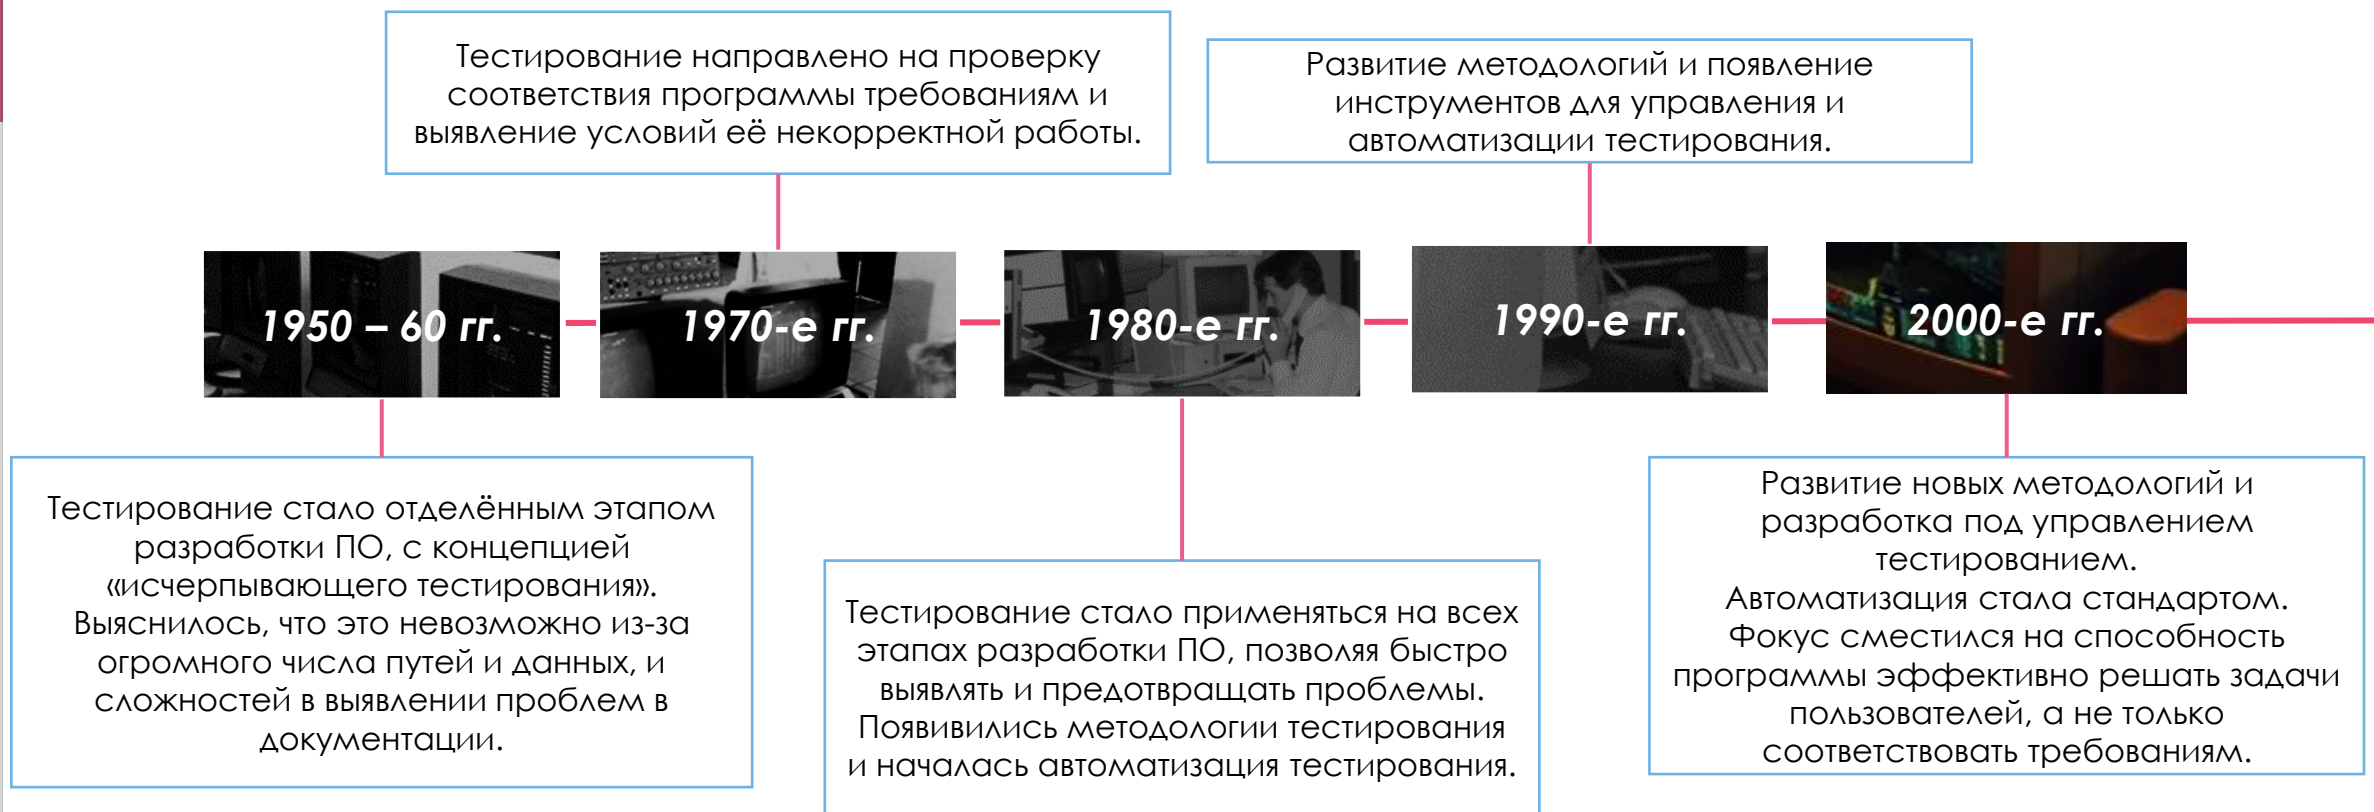 Тестирование направлено на проверку
соответствия программы требованиям и
выявление условий её некорректной работы.
Развитие методологий и появление
инструментов для управления и
автоматизации тестирования.
1950 – 60 гг.
1970-е гг.
1980-е гг.
1990-е гг.
2000-е гг.
Тестирование стало отделённым этапом
разработки ПО, с концепцией
«исчерпывающего тестирования».
Выяснилось, что это невозможно из-за
огромного числа путей и данных, и
сложностей в выявлении проблем в
документации.
Тестирование стало применяться на всех
этапах разработки ПО, позволяя быстро
выявлять и предотвращать проблемы.
Появивились методологии тестирования
и началась автоматизация тестирования.
Развитие новых методологий и
разработка под управлением
тестированием.
Автоматизация стала стандартом.
Фокус сместился на способность
программы эффективно решать задачи
пользователей, а не только
соответствовать требованиям.